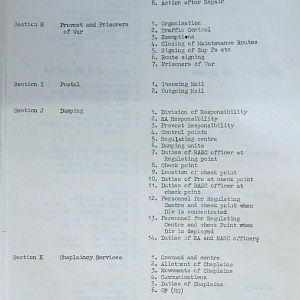 8. Action after Repair
Section H Provost and Prisoners of War
1. Organisation
2. Traffic Control
3. Exemptions
4. Closing of Maintenance Routes
5. Signing of Sup Ps etc
6. Route signing
7. Prisoners of War
Section I Postal
1. Incoming Mail
2. Outgoing Mail
Section J Dumping
1. Division of Responsibility
2. RA Responsibility
3. Provost Responsibility
4. Control points
5. Regulating centre
6. Dumping units
7. Duties of RASC officer at
Regulating point
8. Check point
9. Location of check point
10. Duties of Pro at check point
11. Duties of RASC officer at
check point
12. Personnel for Regulating
Centre and check point when
Div is concentrated
13. Personnel for Regulating
Centre and Check Point when
Div is deployed
14. Duties of RA and RASC officers
Section K Chaplaincy Services
1. Command and centre
2. Allotment of Chaplains
3. Movements of Chaplains
4. Communications
5. Duties of Chaplains
6. CF (RC)